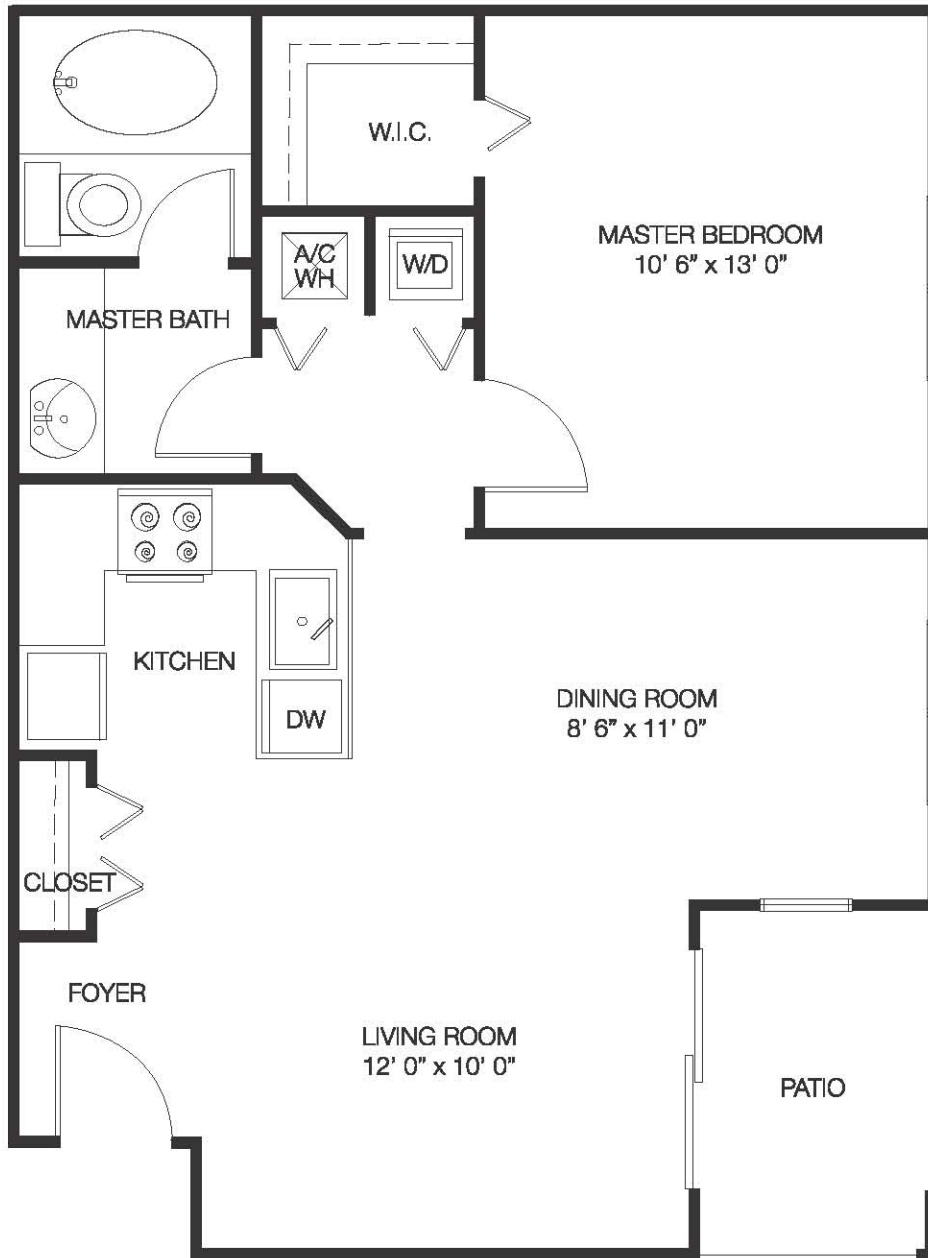 W.I.C.
MASTER BEDROOM
10' 6" x 13' 0"
A/C
WH
W/D
MASTER BATH
KITCHEN
DW
DINING ROOM
8' 6" x 11' 0"
CLOSET
FOYER
LIVING ROOM
12' 0" x 10' 0"
PATIO